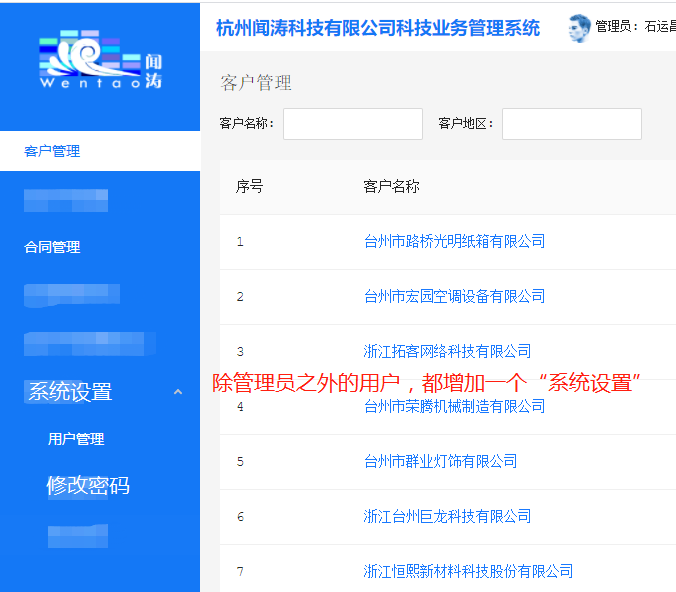 杭州闻涛科技有限公司科技业务管理系统
管理员：石运昌
闻涛
Wentao
客户管理
客户管理
客户名称：
客户地区：
合同管理
系统设置
用户管理
修改密码
序号 客户名称
1 台州市路桥光明纸箱有限公司
2 台州市宏园空调设备有限公司
3 浙江拓客网络科技有限公司
除管理员之外的用户，都增加一个“系统设置”
4 台州市荣腾机械制造有限公司
5 台州市群业灯饰有限公司
6 浙江台州巨龙科技有限公司
7 浙江恒熙新材料科技股份有限公司